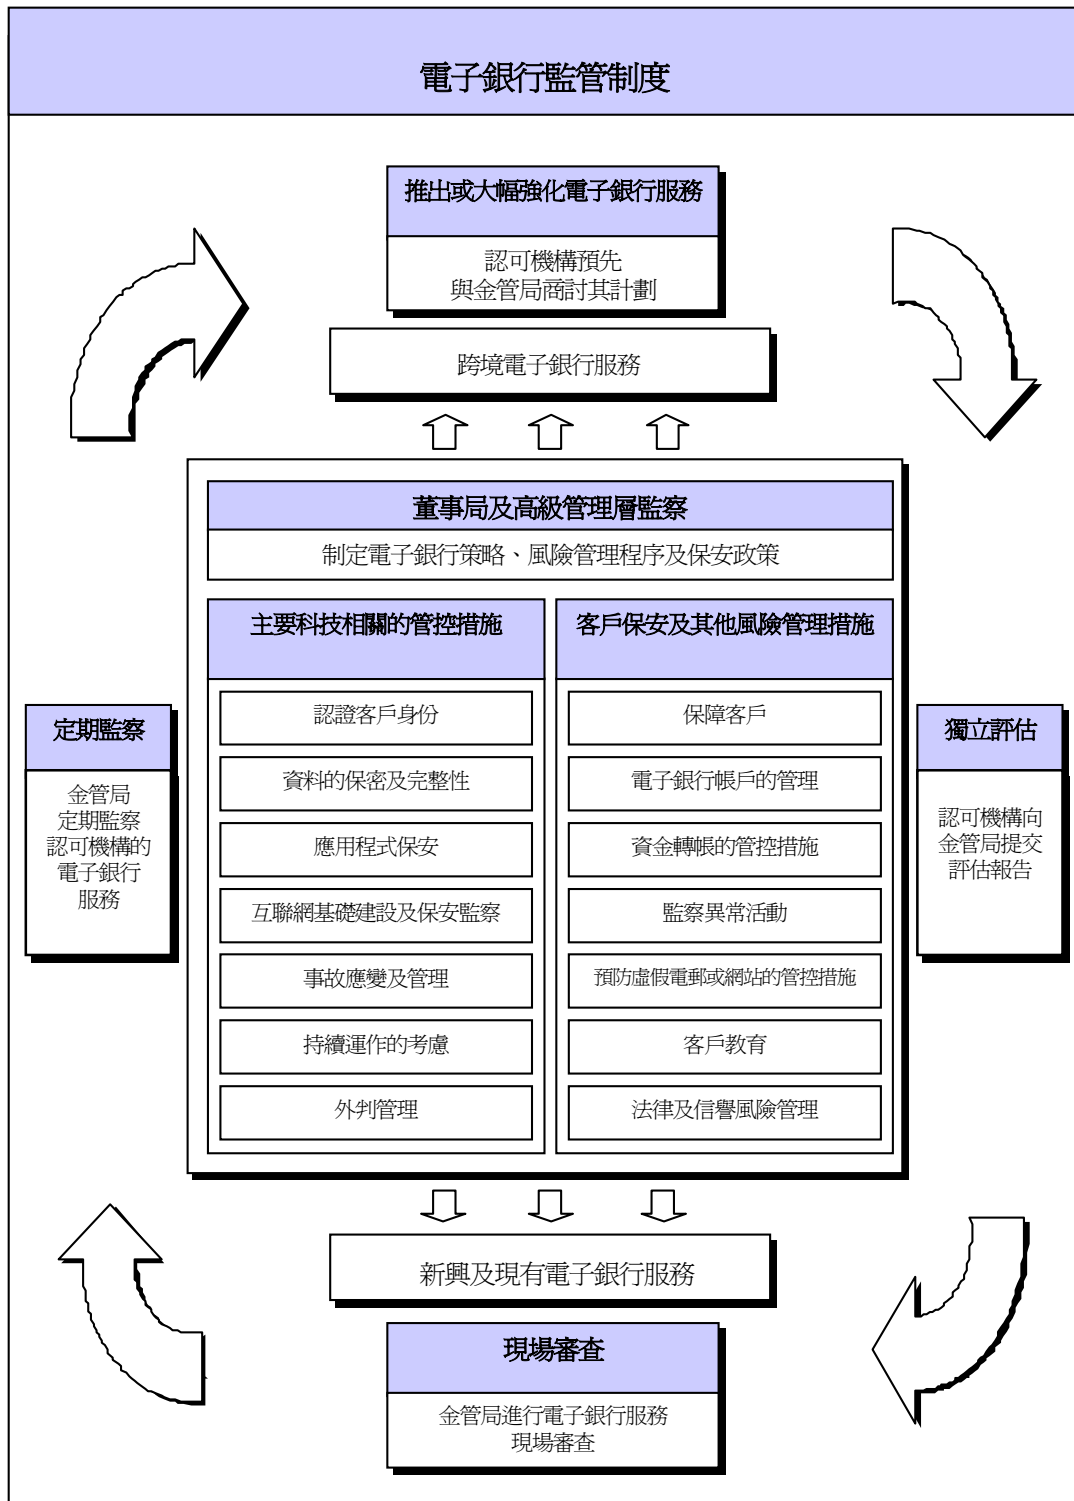 電子銀行監管制度
推出或大幅強化電子銀行服務
認可機構預先
與金管局商討其計劃
跨境電子銀行服務
董事局及高級管理層監察
制定電子銀行策略、風險管理程序及保安政策
主要科技相關的管控措施
認證客戶身份
資料的保密及完整性
應用程式保安
互聯網基礎建設及保安監察
事故應變及管理
持續運作的考慮
外判管理
客戶保安及其他風險管理措施
保障客戶
電子銀行帳戶的管理
資金轉帳的管控措施
監察異常活動
預防虛假電郵或網站的管控措施
客戶教育
法律及信譽風險管理
定期監察
金管局
定期監察
認可機構的
電子銀行
服務
獨立評估
認可機構向
金管局提交
評估報告
新興及現有電子銀行服務
現場審查
金管局進行電子銀行服務
現場審查